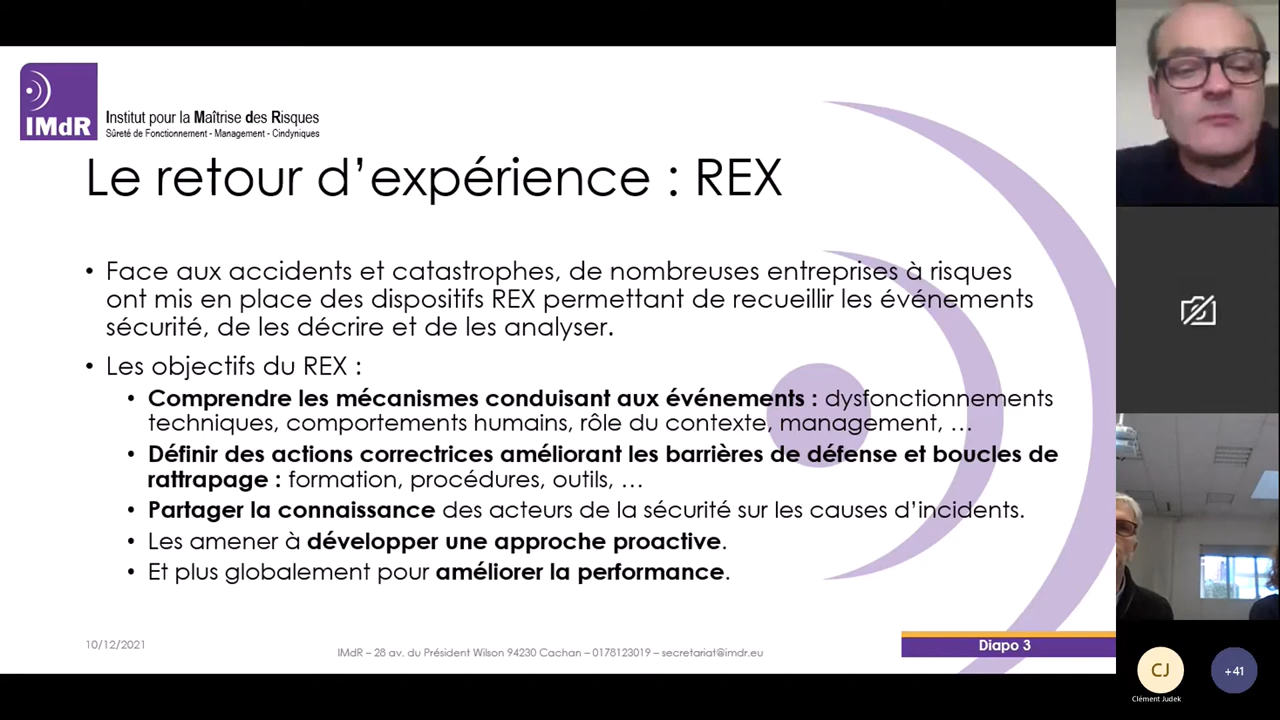 IMdR
Institut pour la Maîtrise des Risques
Sûreté de Fonctionnement - Management - Cindyniques
Le retour d’expérience : REX
• Face aux accidents et catastrophes, de nombreuses entreprises à risques
ont mis en place des dispositifs REX permettant de recueillir les événements
sécurité, de les décrire et de les analyser.
• Les objectifs du REX :
• Comprendre les mécanismes conduisant aux événements : dysfonctionnements
techniques, comportements humains, rôle du contexte, management, …
• Définir des actions correctrices améliorant les barrières de défense et boucles de
rattrapage : formation, procédures, outils, …
• Partager la connaissance des acteurs de la sécurité sur les causes d’incidents.
• Les amener à développer une approche proactive.
• Et plus globalement pour améliorer la performance.
10/12/2021
IMdR – 28 av. du Président Wilson 94230 Cachan – 0178123019 – secretariat@imdr.eu
Diapo 3
CJ
+41
Clément Judek